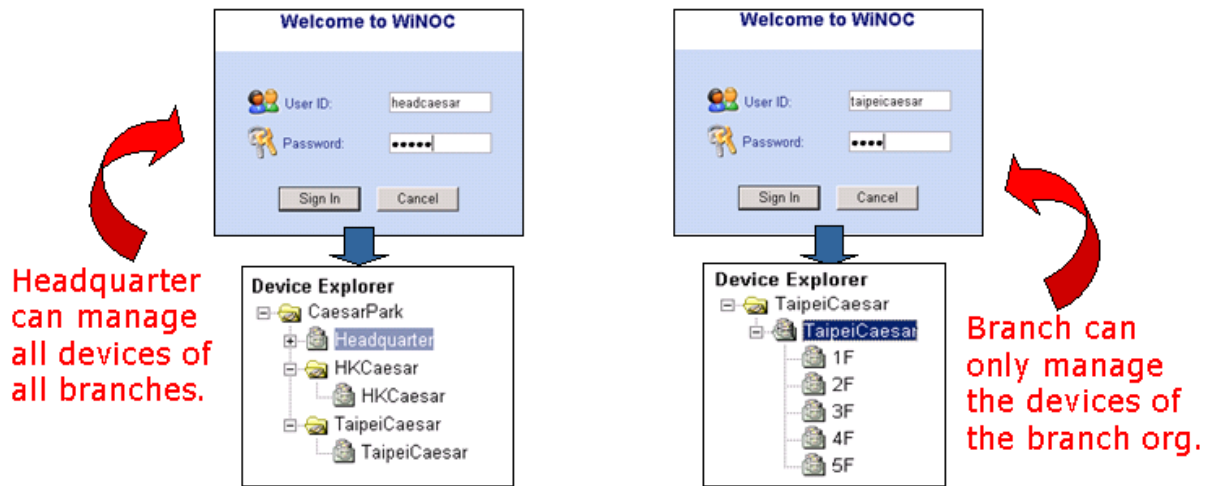 Welcome to WiNOC
User ID: headcaesar
Password: •••••
Sign In Cancel
Headquarter
can manage
all devices of
all branches.
Device Explorer
CaesarPark
Headquarter
HKCaesar
HKCaesar
TaipeiCaesar
TaipeiCaesar
Welcome to WiNOC
User ID: taipeicaesar
Password: ••••
Sign In Cancel
Device Explorer
TaipeiCaesar
TaipeiCaesar
1F
2F
3F
4F
5F
Branch can
only manage
the devices of
the branch org.